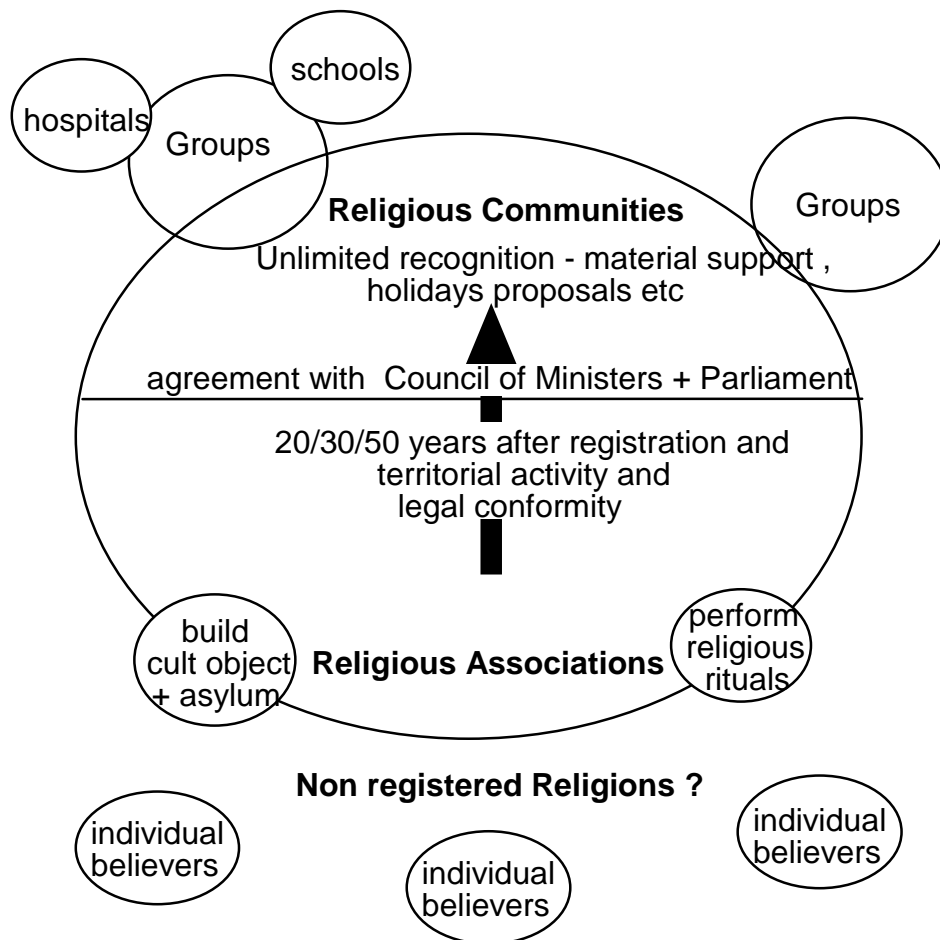 schools
hospitals
Groups
Groups
Religious Communities
Unlimited recognition - material support ,
holidays proposals etc
agreement with Council of Ministers + Parliament
20/30/50 years after registration and
territorial activity and
legal conformity
build
cult object
+ asylum
Religious Associations
perform
religious
rituals
Non registered Religions ?
individual
believers
individual
believers
individual
believers